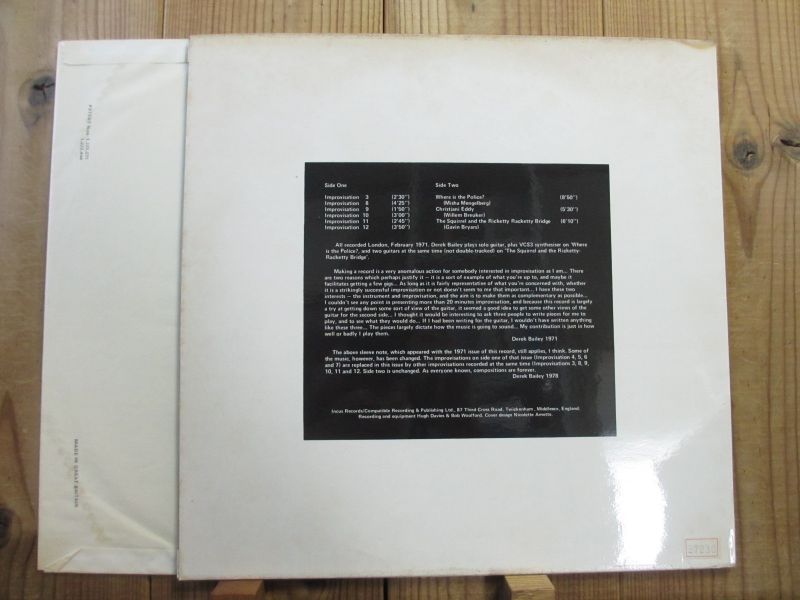 PATENT Nos 1,125,071
MADE IN GREAT BRITAIN
Side One
Improvisation 3 (2'30'')
Improvisation 8 (4'25'')
Improvisation 9 (1'50'')
Improvisation 10 (3'00'')
Improvisation 11 (2'45'')
Improvisation 12 (3'50'')
Side Two
Where is the Police? (8'50'')
(Misha Mengelberg)
Christiani Eddy (5'30'')
(Willem Breuker)
The Squirrel and the Ricketty Racketty Bridge (6'10'')
(Gavin Bryars)
All recorded London, February 1971. Derek Bailey plays solo guitar, plus VCS3 synthesiser on 'Where
is the Police?, and two guitars at the same time (not double-tracked) on 'The Squirrel and the Ricketty-
Racketty Bridge'.
Making a record is a very anomalous action for somebody interested in improvisation as I am... There
are two reasons which perhaps justify it – it is a sort of example of what you're up to, and maybe it
facilitates getting a few gigs... As long as it is fairly representative of what you're concerned with, whether
it is a strikingly successful improvisation or not doesn't seem to me that important... I have these two
interests – the instrument and improvisation, and the aim is to make them as complementary as possible...
I couldn't see any point in presenting more than 20 minutes improvisation, and because this record is largely
a try at getting down some sort of view of the guitar, it seemed a good idea to get some other views of the
guitar for the second side... I thought it would be interesting to ask three people to write pieces for me to
play, and to see what they would do... If I had been writing for the guitar, I wouldn't have written anything
like these three... The pieces largely dictate how the music is going to sound... My contribution is just in how
well or badly I play them.
Derek Bailey 1971
The above sleeve note, which appeared with the 1971 issue of this record, still applies, I think. Some of
the music, however, has been changed. The improvisations on side one of that issue (Improvisation 4, 5, 6
and 7) are replaced in this issue by other improvisations recorded at the same time (Improvisations 3, 8, 9,
10, 11 and 12. Side two is unchanged. As everyone knows, compositions are forever.
Derek Bailey 1978
Incus Records/Compatible Recording & Publishing Ltd., 87 Third Cross Road, Twickenham, Middlesex, England.
Recording and equipment Hugh Davies & Bob Woolford. Cover design Nicolette Amette.